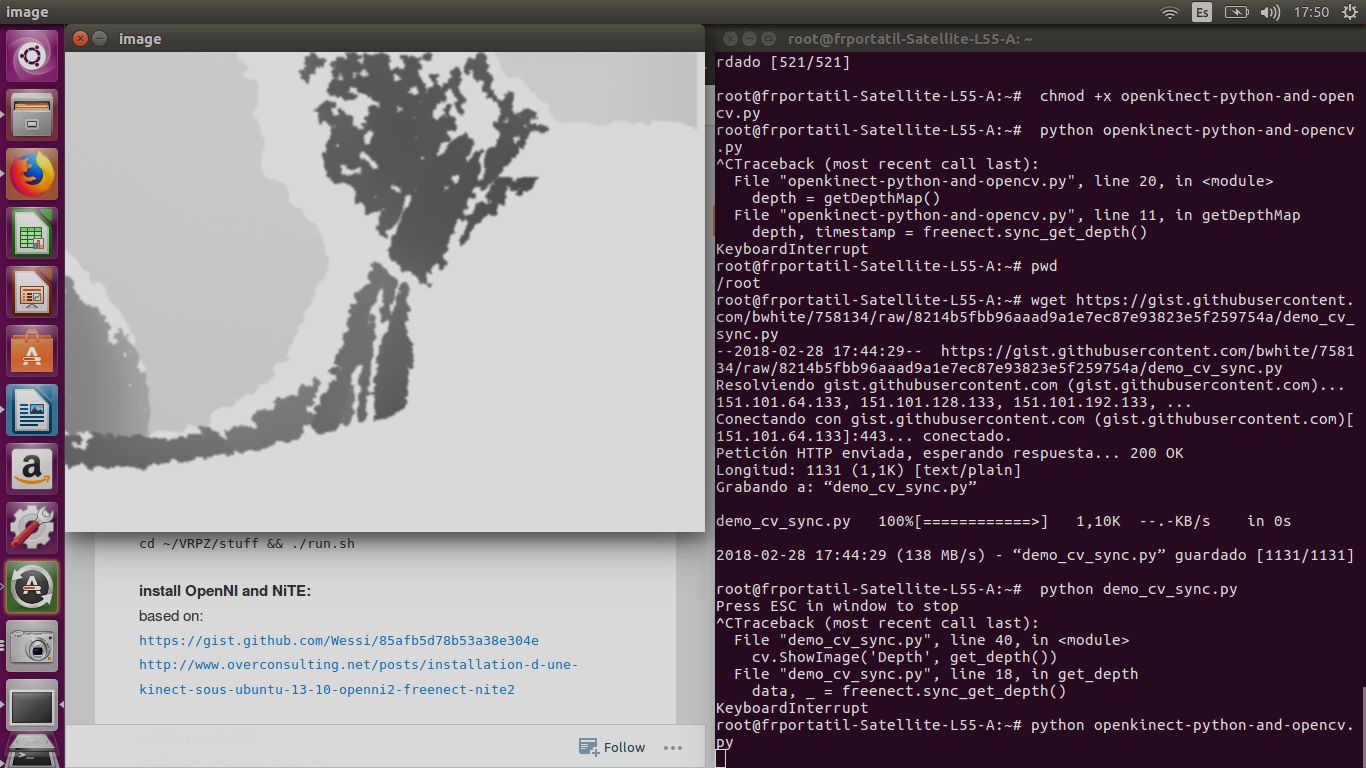 image
Es
17:50
image
cd ~/VRPZ/stuff && ./run.sh
install OpenNI and NiTE:
based on:
https://gist.github.com/Wessi/85afb5d78b53a38e304e
http://www.overconsulting.net/posts/installation-d-une-
kinect-sous-ubuntu-13-10-openni2-freenect-nite2
Follow
root@frportatil-Satellite-L55-A: ~
rdado [521/521]
root@frportatil-Satellite-L55-A:~#  chmod +x openkinect-python-and-open
cv.py
root@frportatil-Satellite-L55-A:~#  python openkinect-python-and-opencv
.py
^CTraceback (most recent call last):
  File "openkinect-python-and-opencv.py", line 20, in <module>
    depth = getDepthMap()
  File "openkinect-python-and-opencv.py", line 11, in getDepthMap
    depth, timestamp = freenect.sync_get_depth()
KeyboardInterrupt
root@frportatil-Satellite-L55-A:~# pwd
/root
root@frportatil-Satellite-L55-A:~# wget https://gist.githubusercontent.
com/bwhite/758134/raw/8214b5fbb96aaad9a1e7ec87e93823e5f259754a/demo_cv_
sync.py
--2018-02-28 17:44:29--  https://gist.githubusercontent.com/bwhite/7581
34/raw/8214b5fbb96aaad9a1e7ec87e93823e5f259754a/demo_cv_sync.py
Resolviendo gist.githubusercontent.com (gist.githubusercontent.com)...
151.101.64.133, 151.101.128.133, 151.101.192.133, ...
Conectando con gist.githubusercontent.com (gist.githubusercontent.com)[
151.101.64.133]:443... conectado.
Petición HTTP enviada, esperando respuesta... 200 OK
Longitud: 1131 (1,1K) [text/plain]
Grabando a: “demo_cv_sync.py”
demo_cv_sync.py   100%[============>]   1,10K  --.-KB/s    in 0s
2018-02-28 17:44:29 (138 MB/s) - “demo_cv_sync.py” guardado [1131/1131]
root@frportatil-Satellite-L55-A:~#  python demo_cv_sync.py
Press ESC in window to stop
^CTraceback (most recent call last):
  File "demo_cv_sync.py", line 40, in <module>
    cv.ShowImage('Depth', get_depth())
  File "demo_cv_sync.py", line 18, in get_depth
    data, _ = freenect.sync_get_depth()
KeyboardInterrupt
root@frportatil-Satellite-L55-A:~# python openkinect-python-and-opencv.
py